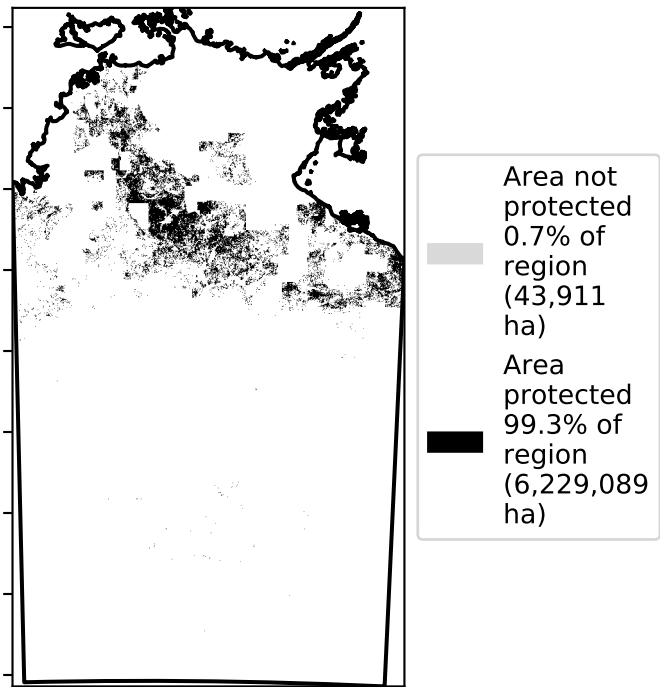 Area not
protected
0.7% of
region
(43,911
ha)
Area
protected
99.3% of
region
(6,229,089
ha)